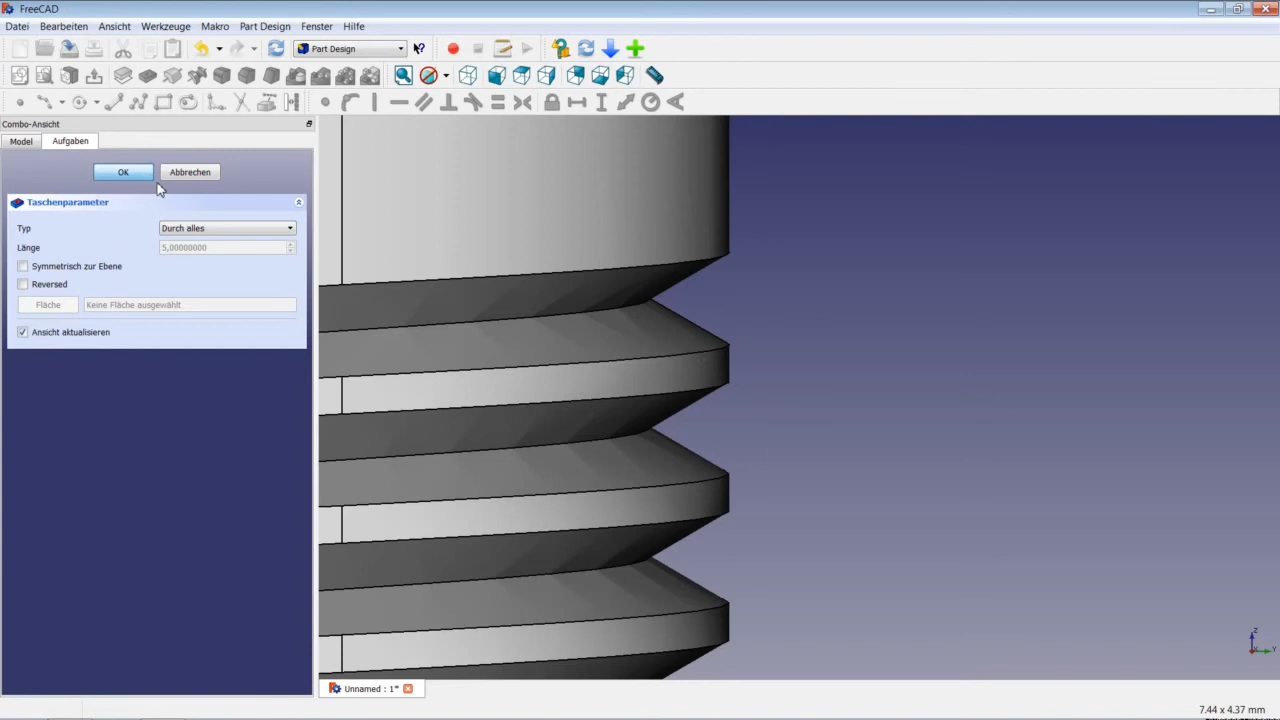 FreeCAD
Datei Bearbeiten Ansicht Werkzeuge Makro Part Design Fenster Hilfe
Part Design
Combo-Ansicht
Model Aufgaben
OK Abbrechen
Taschenparameter
Typ Durch alles
Länge 5,00000000
Symmetrisch zur Ebene
Reversed
Fläche Keine Fläche ausgewählt
Ansicht aktualisieren
Z
Y
Unnamed : 1*
7.44 x 4.37 mm